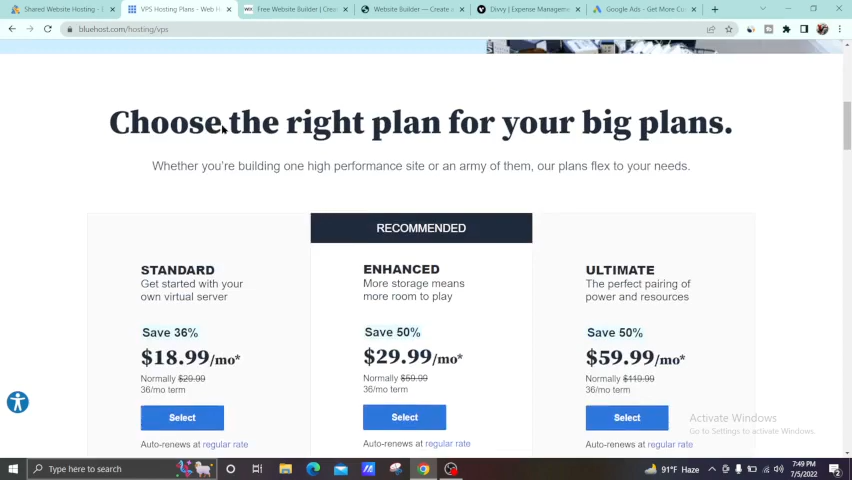 Shared Website Hosting - 
VPS Hosting Plans - Web H
Free Website Builder | Crea
Website Builder — Create a
Divvy | Expense Manageme
Google Ads - Get More Cu
bluehost.com/hosting/vps
Choose the right plan for your big plans.
Whether you're building one high performance site or an army of them, our plans flex to your needs.
RECOMMENDED
STANDARD
Get started with your
own virtual server
Save 36%
$18.99/mo*
Normally $29.99
36/mo term
Select
Auto-renews at regular rate
ENHANCED
More storage means
more room to play
Save 50%
$29.99/mo*
Normally $59.99
36/mo term
Select
Auto-renews at regular rate
ULTIMATE
The perfect pairing of
power and resources
Save 50%
$59.99/mo*
Normally $119.99
36/mo term
Select
Auto-renews at regular rate
Activate Windows
Go to Settings to activate Windows.
Type here to search
91°F Haze
7:49 PM
7/5/2022
2